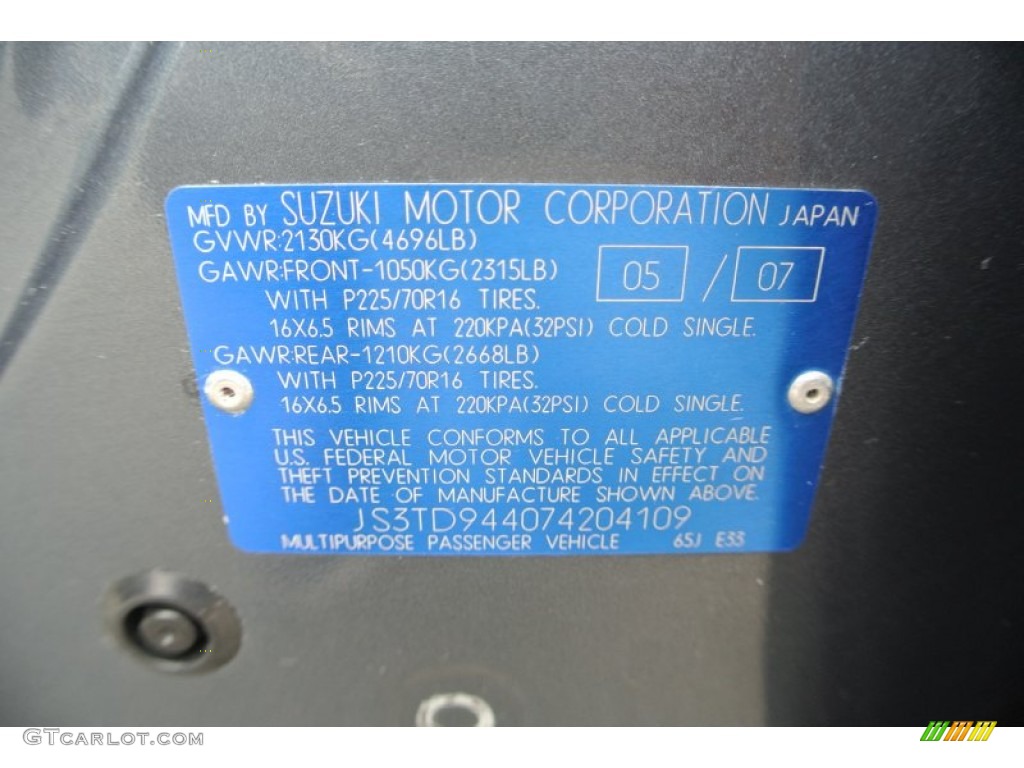 MFD BY SUZUKI MOTOR CORPORATION JAPAN
GVWR:2130KG(4696LB)
GAWR:FRONT-1050KG(2315LB) 05 / 07
WITH P225/70R16 TIRES.
16X6.5 RIMS AT 220KPA(32PSI) COLD SINGLE.
GAWR:REAR-1210KG(2668LB)
WITH P225/70R16 TIRES.
16X6.5 RIMS AT 220KPA(32PSI) COLD SINGLE.
THIS VEHICLE CONFORMS TO ALL APPLICABLE
U.S. FEDERAL MOTOR VEHICLE SAFETY AND
THEFT PREVENTION STANDARDS IN EFFECT ON
THE DATE OF MANUFACTURE SHOWN ABOVE.
JS3TD944074204109
MULTIPURPOSE PASSENGER VEHICLE 65J E33
GTCARLOT.COM